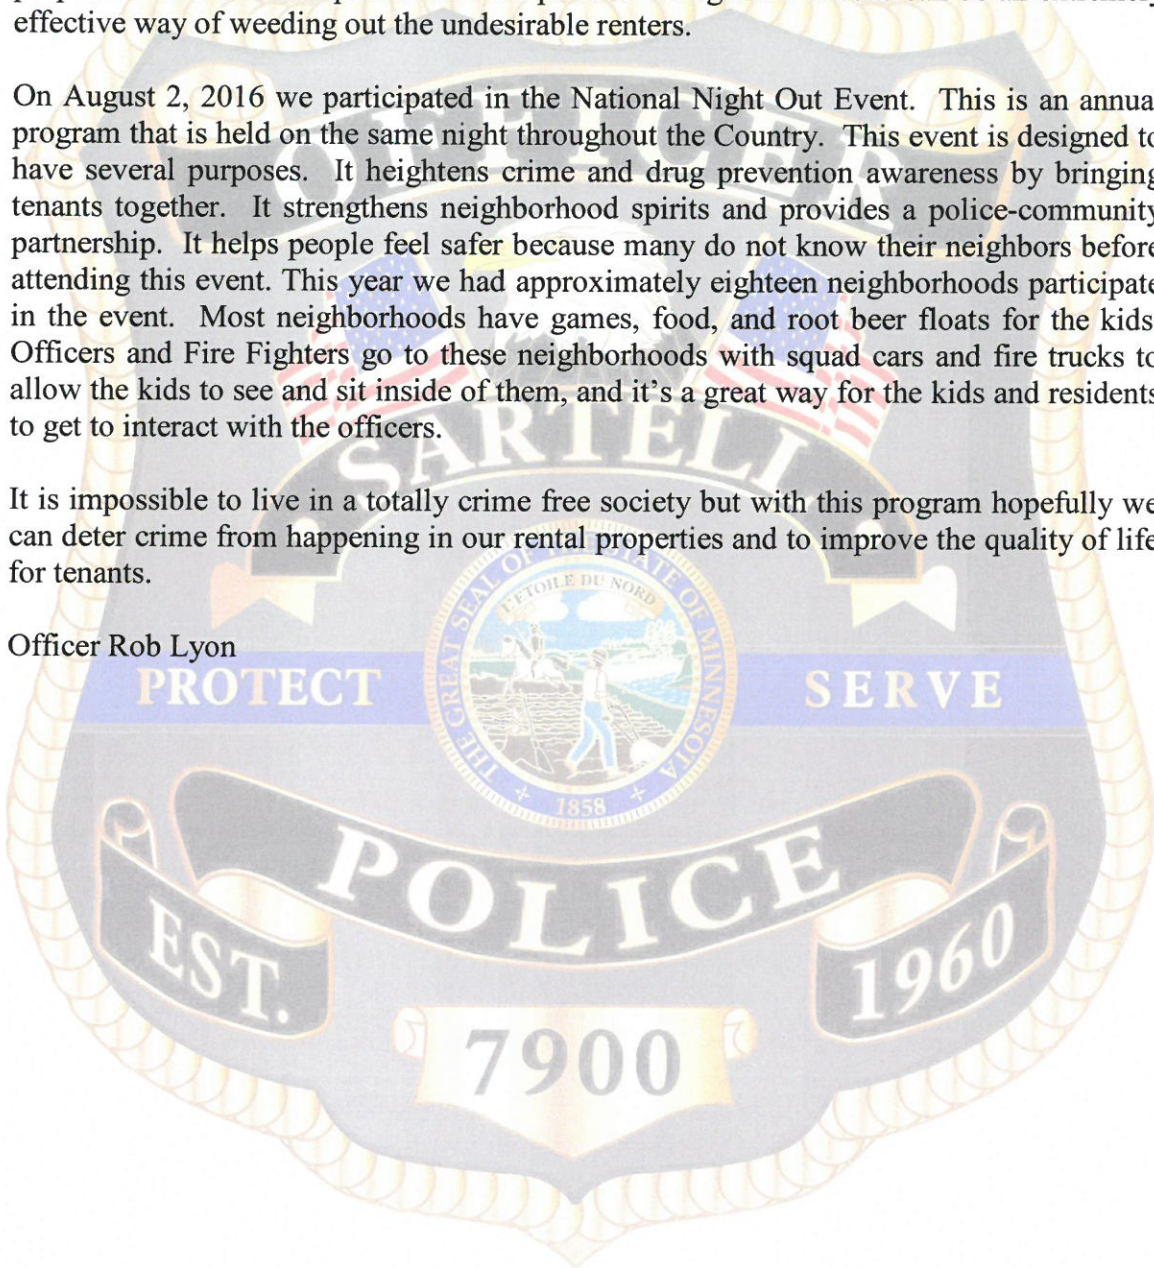 effective way of weeding out the undesirable renters.
On August 2, 2016 we participated in the National Night Out Event. This is an annua
program that is held on the same night throughout the Country. This event is designed to
have several purposes. It heightens crime and drug prevention awareness by bringing
tenants together. It strengthens neighborhood spirits and provides a police-community
partnership. It helps people feel safer because many do not know their neighbors before
attending this event. This year we had approximately eighteen neighborhoods participate
in the event. Most neighborhoods have games, food, and root beer floats for the kids
Officers and Fire Fighters go to these neighborhoods with squad cars and fire trucks to
allow the kids to see and sit inside of them, and it's a great way for the kids and residents
to get to interact with the officers.
It is impossible to live in a totally crime free society but with this program hopefully we
can deter crime from happening in our rental properties and to improve the quality of life
for tenants.
Officer Rob Lyon
OFFICER
SARTELL
THE GREAT SEAL OF THE STATE OF MINNESOTA
L'ETOILE DU NORD
1858
PROTECT SERVE
POLICE
EST. 1960
7900